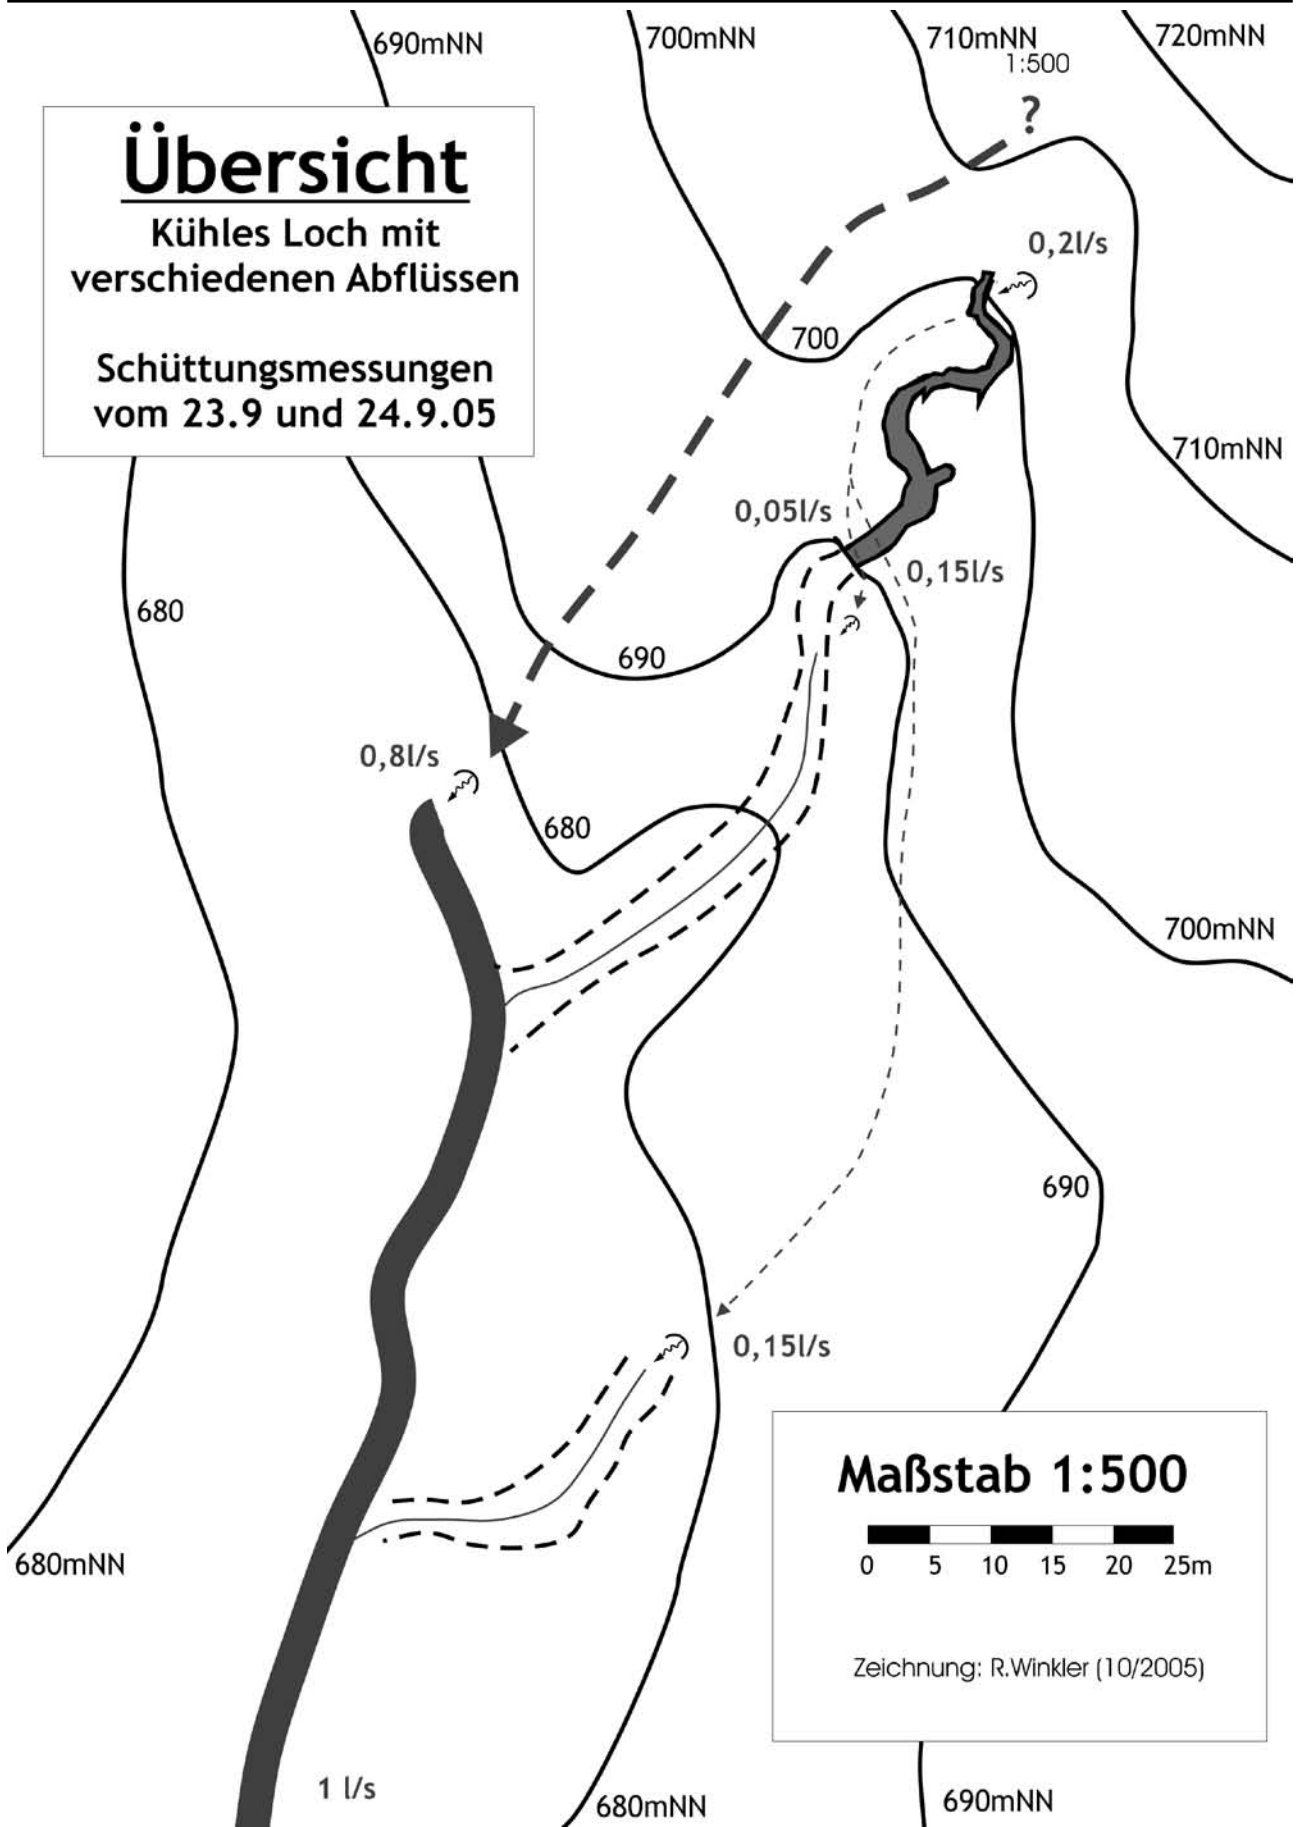 690mNN
700mNN
710mNN
720mNN
1:500
?
Übersicht
Kühles Loch mit
verschiedenen Abflüssen
Schüttungsmessungen
vom 23.9 und 24.9.05
0,2l/s
700
710mNN
0,05l/s
0,15l/s
680
690
0,8l/s
680
700mNN
690
0,15l/s
Maßstab 1:500
0 5 10 15 20 25m
680mNN
Zeichnung: R.Winkler (10/2005)
1 l/s
680mNN
690mNN